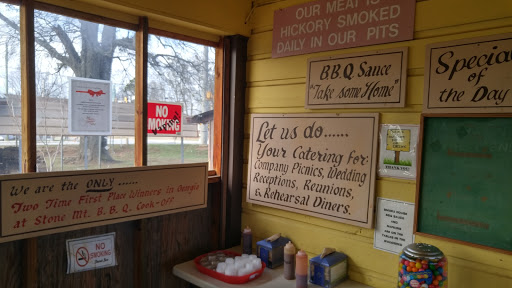 OUR MEAT IS
HICKORY SMOKED
DAILY IN OUR PITS
B.B.Q Sauce
"Take some Home"
Special
of the Day
NO
Let us do......
Your Catering for:
Company Picnics, Wedding
Receptions, Reunions,
& Rehearsal Diners.
We are the ONLY ......
Two Time First Place Winners in Georgia
at Stone Mt. B.B.Q. Cook-OFF
NO
SMOKING
THANK YOU